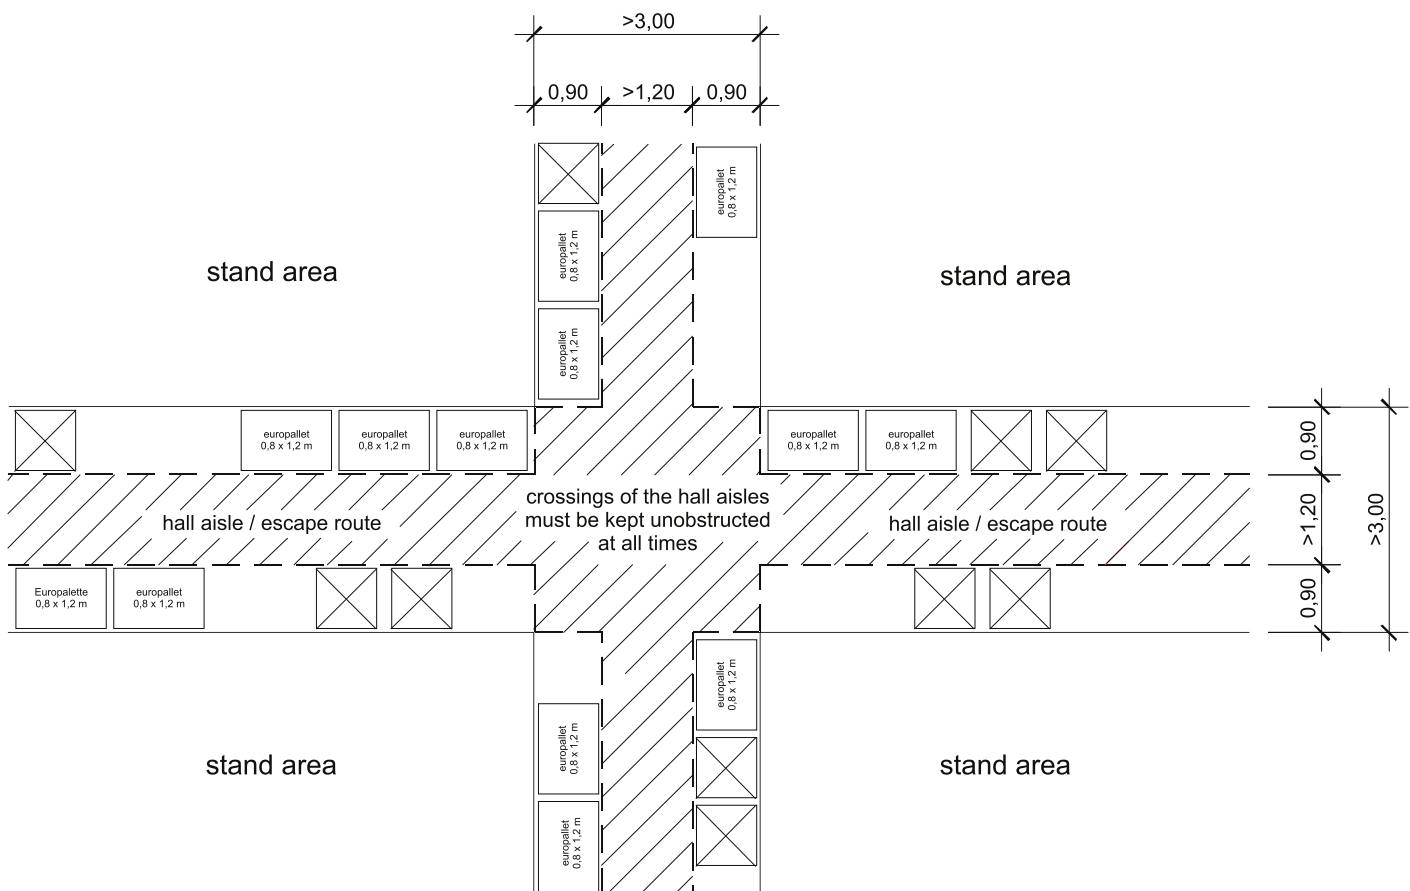 >3,00
0,90
>1,20
0,90
europallet
0,8 x 1,2 m
europallet
0,8 x 1,2 m
europallet
0,8 x 1,2 m
stand area
stand area
europallet
0,8 x 1,2 m
europallet
0,8 x 1,2 m
europallet
0,8 x 1,2 m
europallet
0,8 x 1,2 m
europallet
0,8 x 1,2 m
0,90
>1,20
>3,00
0,90
hall aisle / escape route
crossings of the hall aisles
must be kept unobstructed
at all times
hall aisle / escape route
Europalette
0,8 x 1,2 m
europallet
0,8 x 1,2 m
europallet
0,8 x 1,2 m
europallet
0,8 x 1,2 m
stand area
stand area
europallet
0,8 x 1,2 m